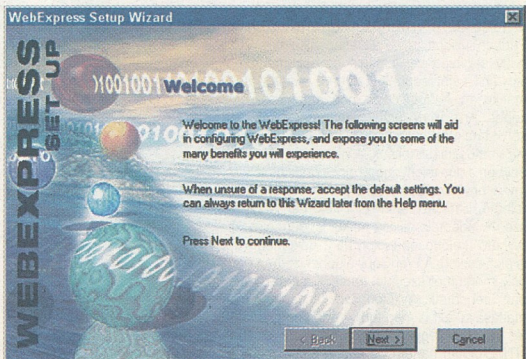 WebExpress Setup Wizard
WEBEXPRESS
SET UP
Welcome
Welcome to the WebExpress! The following screens will aid
in configuring WebExpress, and expose you to some of the
many benefits you will experience.
When unsure of a response, accept the default settings. You
can always return to this Wizard later from the Help menu.
Press Next to continue.
< Back
Next >
Cancel